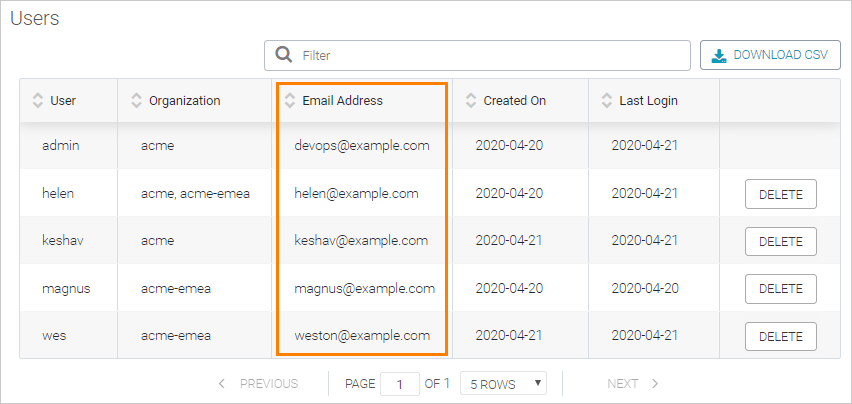 Users
Filter DOWNLOAD CSV
User Organization Email Address Created On Last Login
admin acme devops@example.com 2020-04-20 2020-04-21
helen acme, acme-emea helen@example.com 2020-04-20 2020-04-21 DELETE
keshav acme keshav@example.com 2020-04-21 2020-04-21 DELETE
magnus acme-emea magnus@example.com 2020-04-20 2020-04-20 DELETE
wes acme-emea weston@example.com 2020-04-21 2020-04-21 DELETE
PREVIOUS PAGE 1 OF 1 5 ROWS NEXT